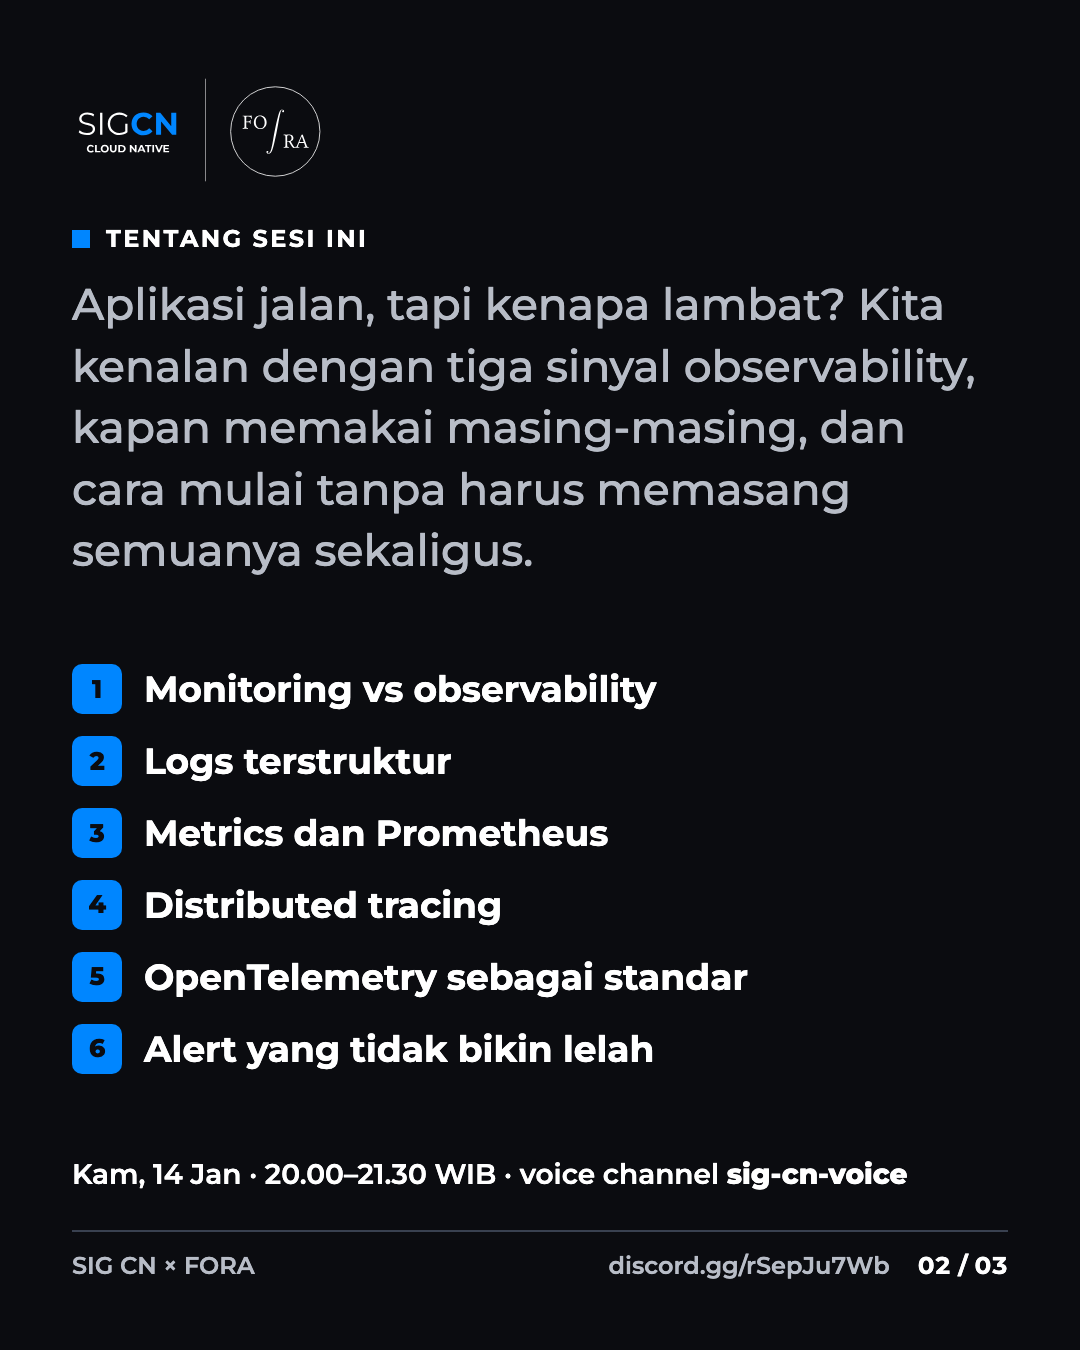 SIGCN
CLOUD NATIVE
FO
RA
TENTANG SESI INI
Aplikasi jalan, tapi kenapa lambat? Kita
kenalan dengan tiga sinyal observability,
kapan memakai masing-masing, dan
cara mulai tanpa harus memasang
semuanya sekaligus.
1 Monitoring vs observability
2 Logs terstruktur
3 Metrics dan Prometheus
4 Distributed tracing
5 OpenTelemetry sebagai standar
6 Alert yang tidak bikin lelah
Kam, 14 Jan · 20.00–21.30 WIB · voice channel sig-cn-voice
SIG CN × FORA discord.gg/rSepJu7Wb 02 / 03